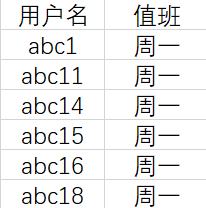 用户名 值班
abc1 周一
abc11 周一
abc14 周一
abc15 周一
abc16 周一
abc18 周一